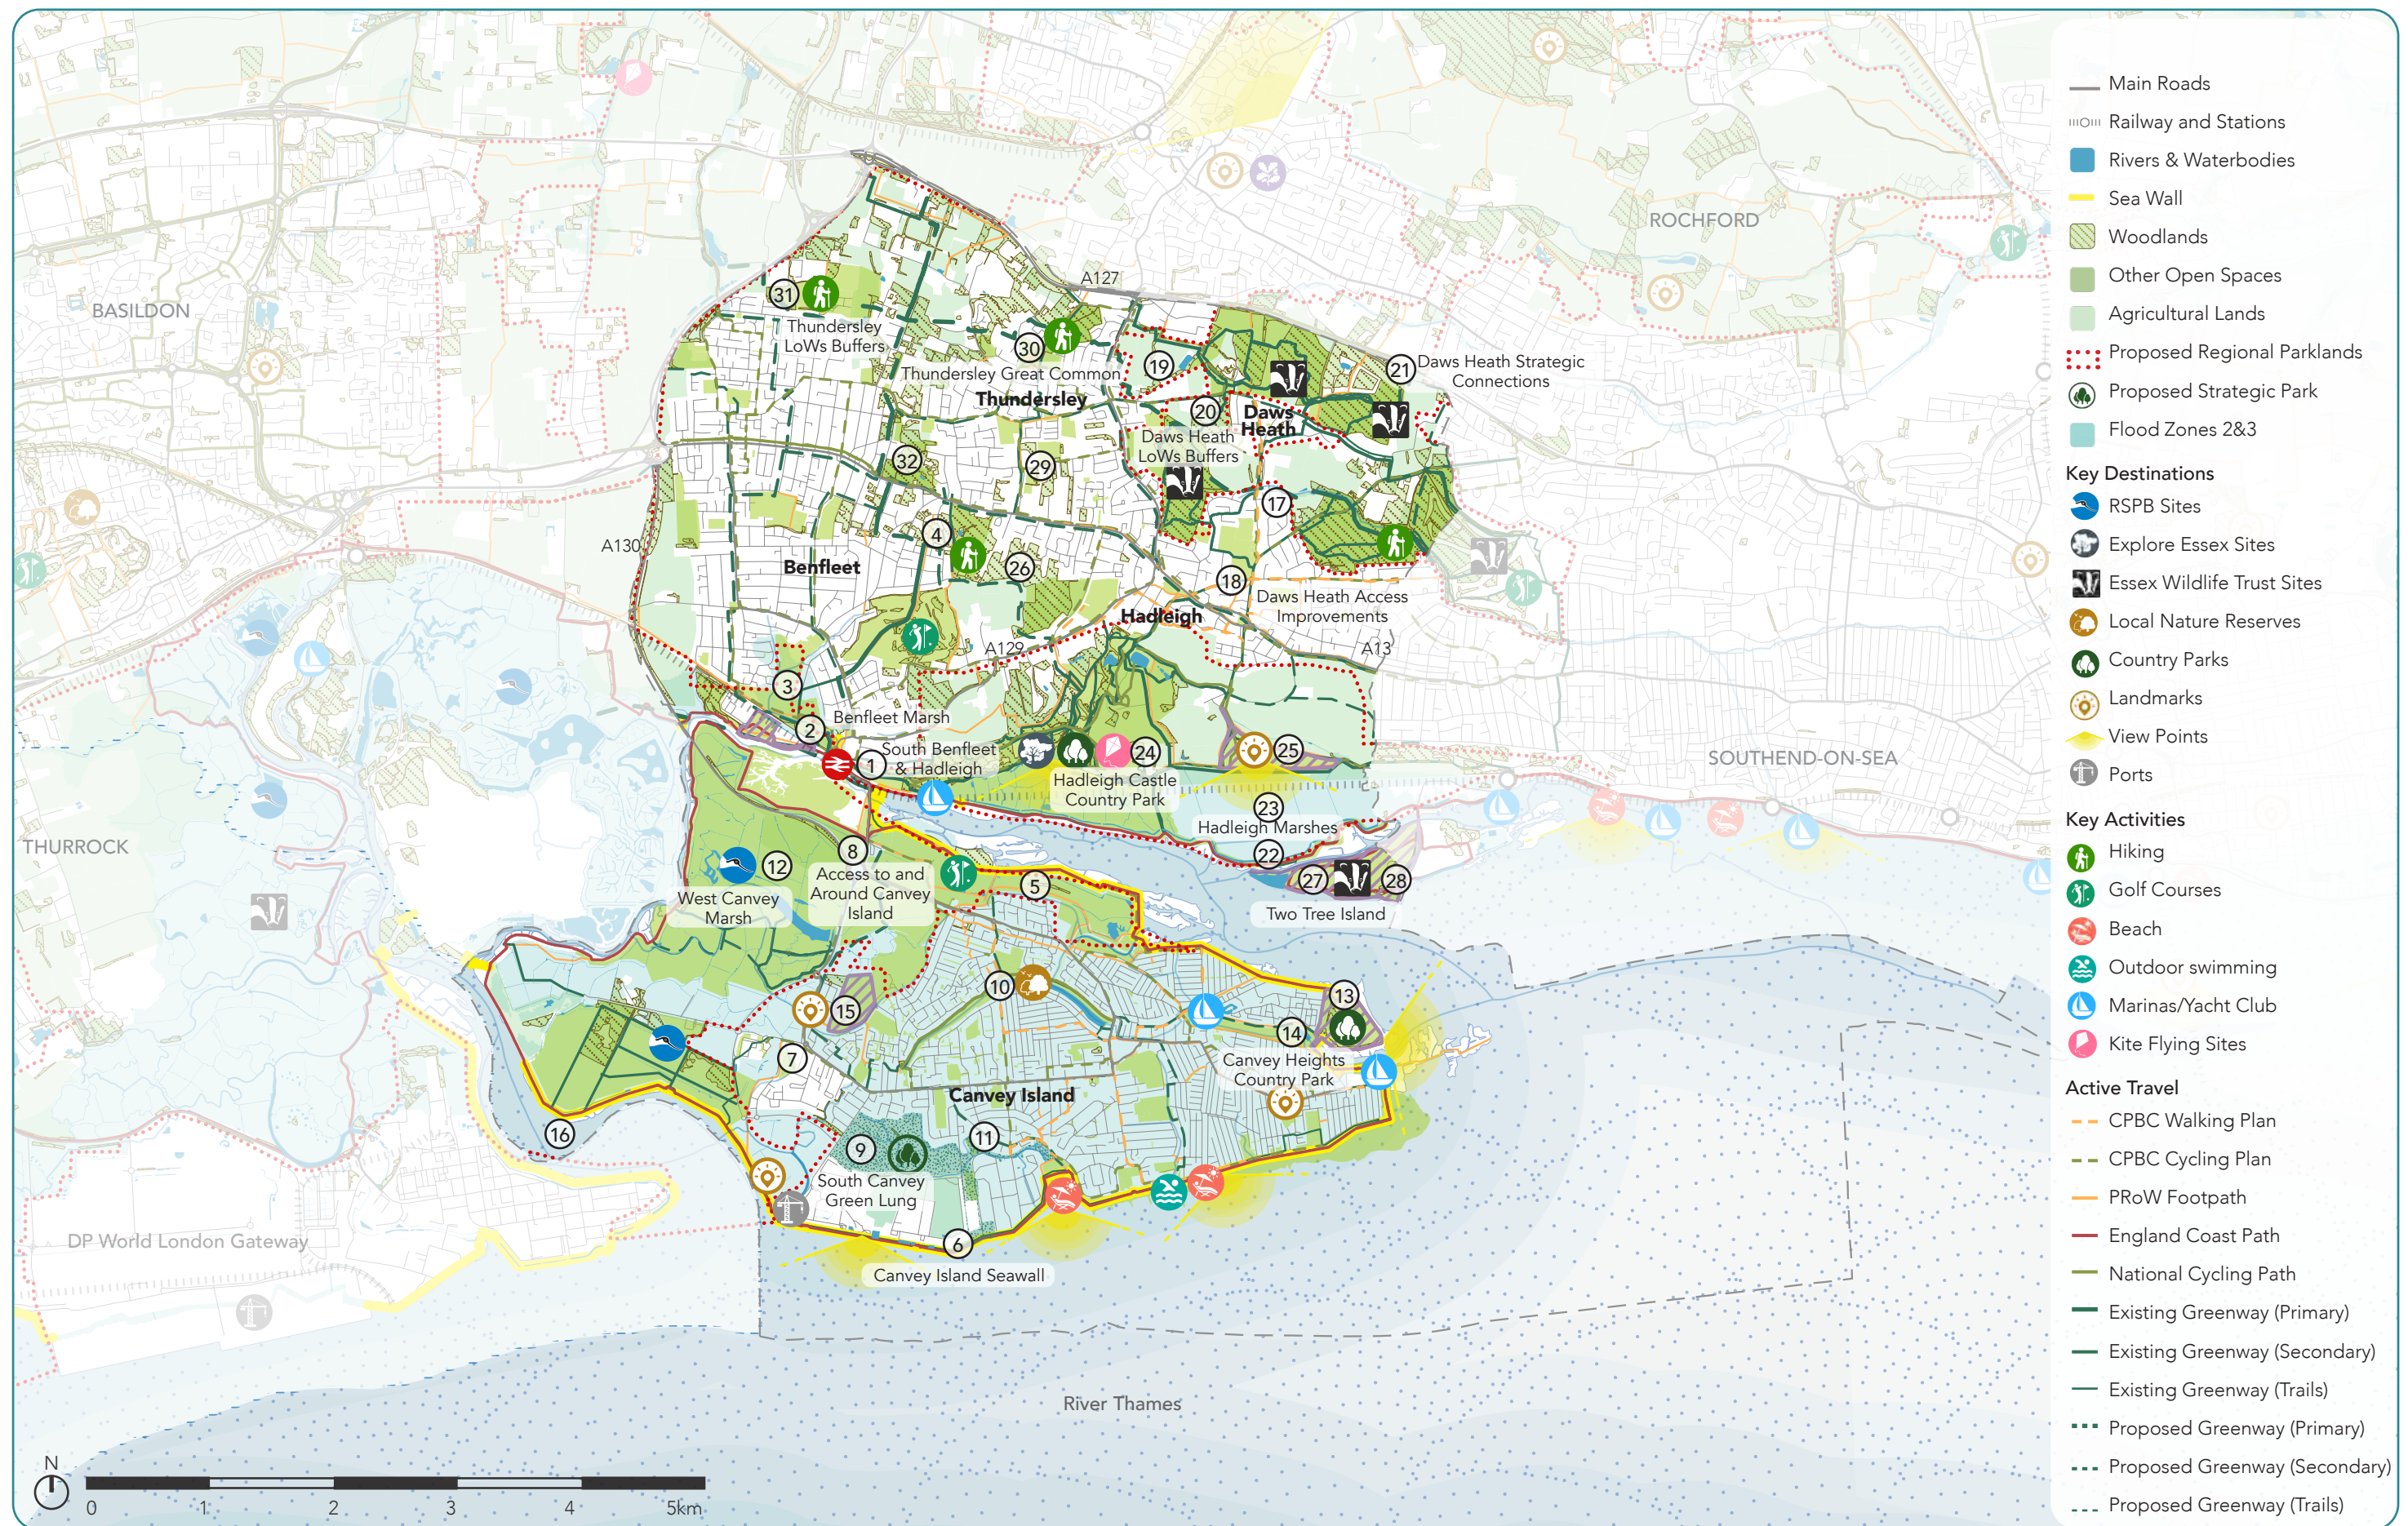 ROCHFORD
A127
BASILDON
31
Thundersley
LoWs Buffers
30
Thundersley Great Common
Thundersley
19
21
Daws Heath Strategic
Connections
20
Daws
Heath
Daws Heath
LoWs Buffers
32
29
17
4
A130
Benfleet
26
18
Daws Heath Access
Improvements
Hadleigh
A129
A13
3
2
Benfleet Marsh
1
South Benfleet
& Hadleigh
24
Hadleigh Castle
Country Park
25
SOUTHEND-ON-SEA
23
Hadleigh Marshes
22
THURROCK
8
Access to and
Around Canvey
Island
12
West Canvey
Marsh
5
27
28
Two Tree Island
10
13
15
14
Canvey Heights
Country Park
7
Canvey Island
16
9
11
South Canvey
Green Lung
6
Canvey Island Seawall
DP World London Gateway
River Thames
N
0 1 2 3 4 5km
Main Roads
Railway and Stations
Rivers & Waterbodies
Sea Wall
Woodlands
Other Open Spaces
Agricultural Lands
Proposed Regional Parklands
Proposed Strategic Park
Flood Zones 2&3
Key Destinations
RSPB Sites
Explore Essex Sites
Essex Wildlife Trust Sites
Local Nature Reserves
Country Parks
Landmarks
View Points
Ports
Key Activities
Hiking
Golf Courses
Beach
Outdoor swimming
Marinas/Yacht Club
Kite Flying Sites
Active Travel
CPBC Walking Plan
CPBC Cycling Plan
PRoW Footpath
England Coast Path
National Cycling Path
Existing Greenway (Primary)
Existing Greenway (Secondary)
Existing Greenway (Trails)
Proposed Greenway (Primary)
Proposed Greenway (Secondary)
Proposed Greenway (Trails)